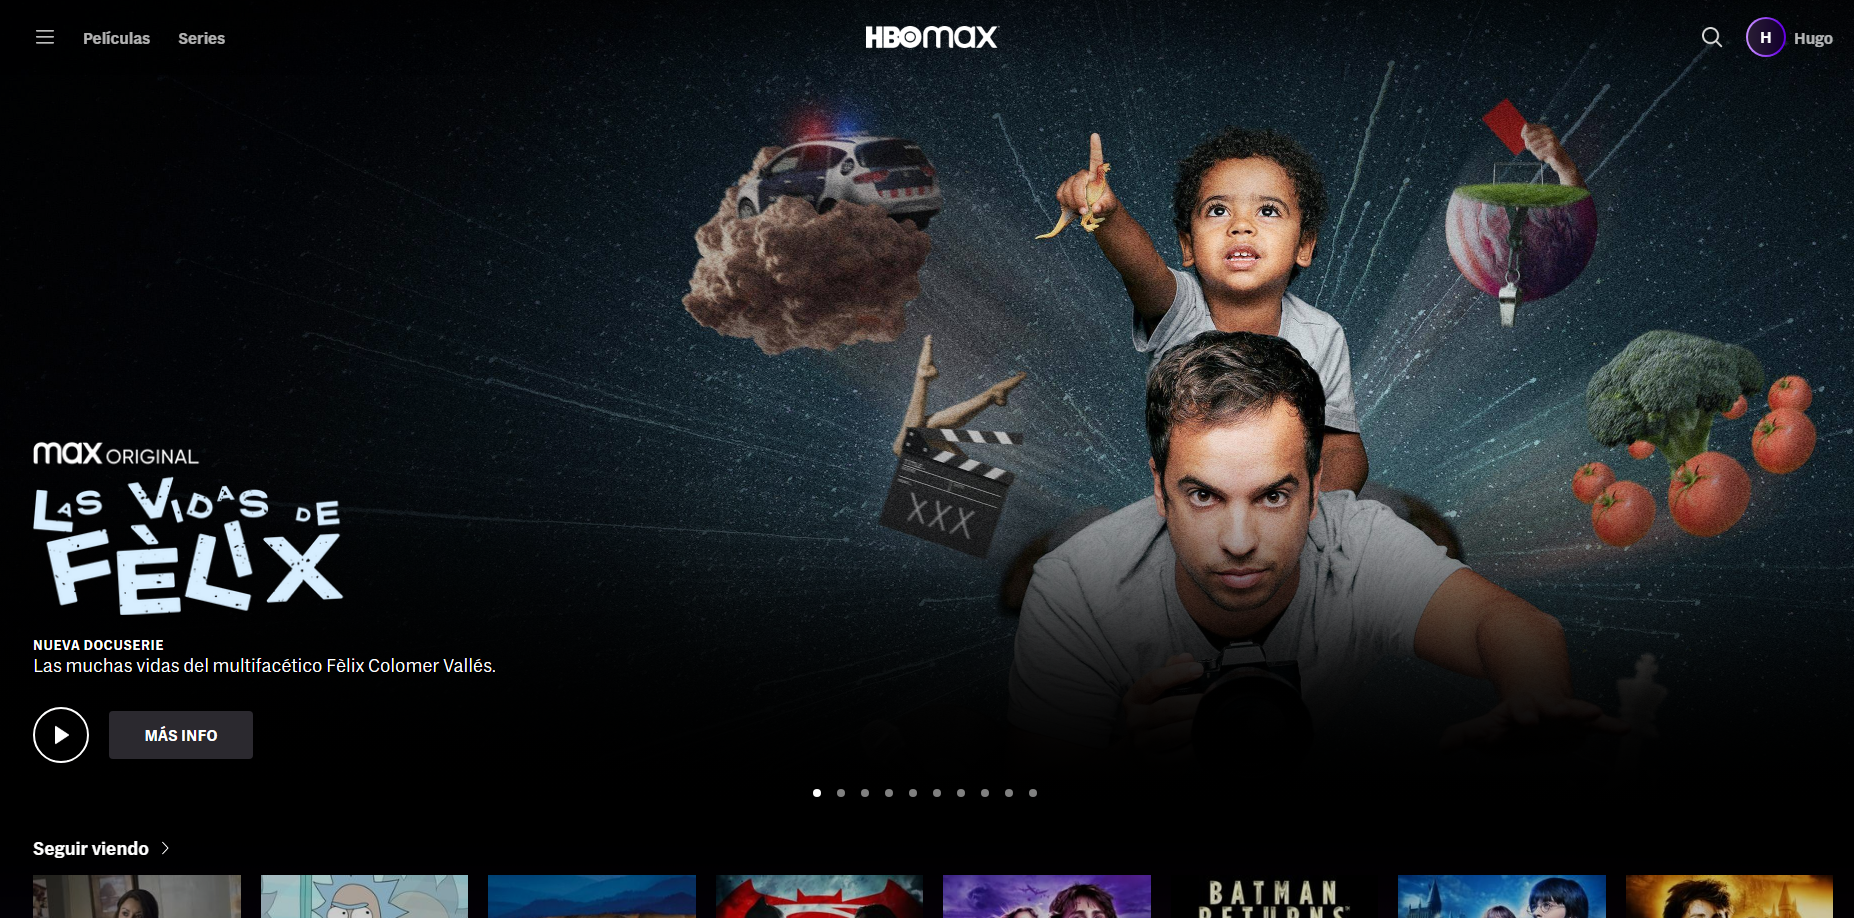 Películas
Series
HBOmax
H
Hugo
XXX
max ORIGINAL
LAS VIDAS DE
FÈLIX
NUEVA DOCUSERIE
Las muchas vidas del multifacético Fèlix Colomer Vallés.
MÁS INFO
Seguir viendo
BATMAN
RETURNS